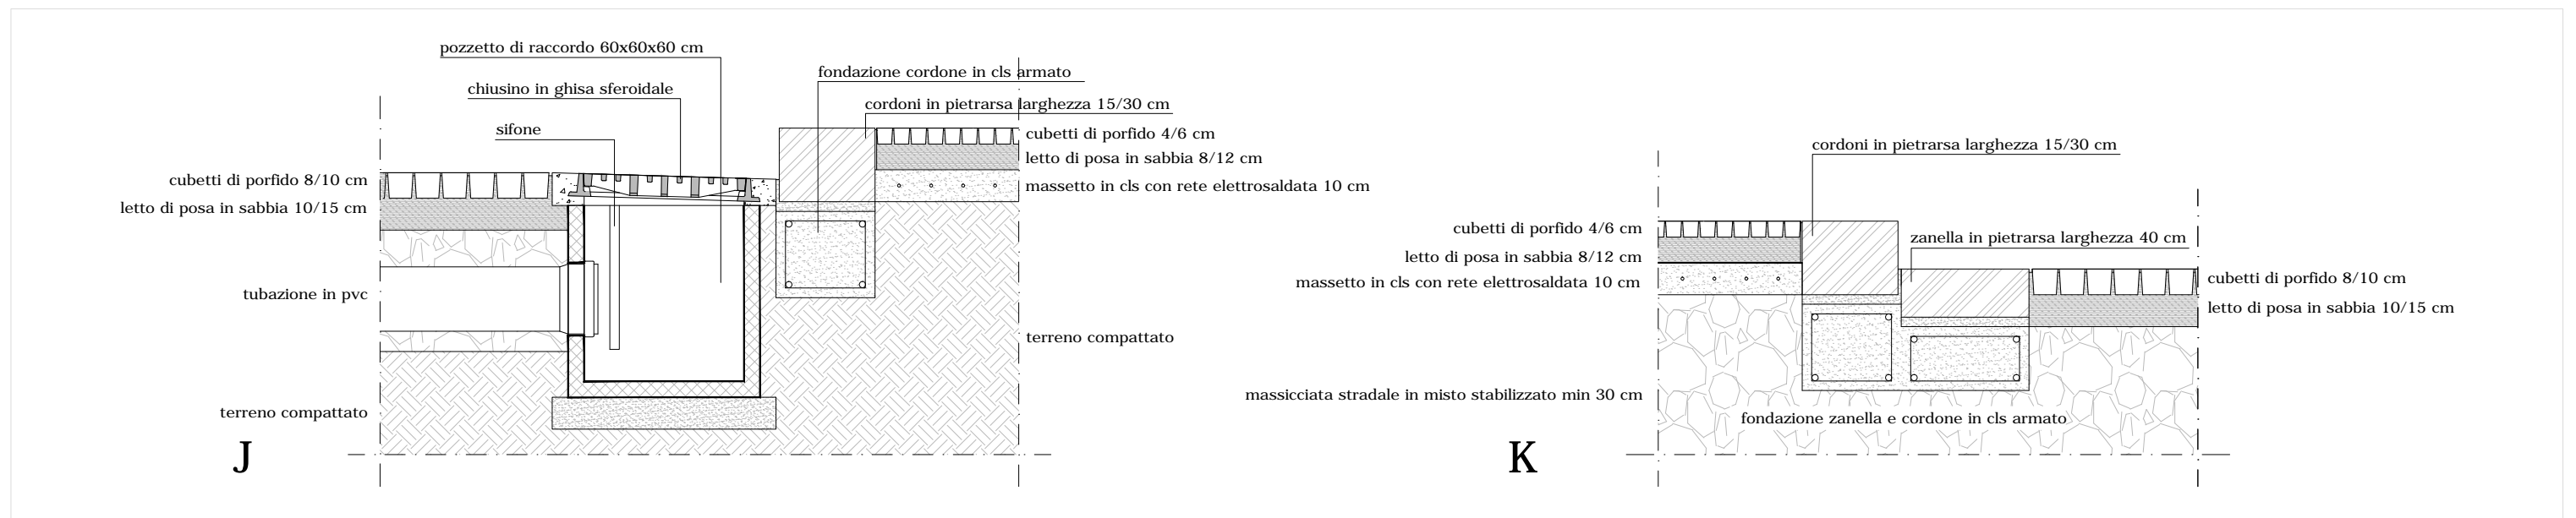 pozzetto di raccordo 60x60x60 cm
fondazione cordone in cls armato
chiusino in ghisa sferoidale
cordoni in pietrarsa larghezza 15/30 cm
sifone
cubetti di porfido 4/6 cm
letto di posa in sabbia 8/12 cm
cubetti di porfido 8/10 cm
massetto in cls con rete elettrosaldata 10 cm
letto di posa in sabbia 10/15 cm
tubazione in pvc
terreno compattato
terreno compattato
J
cordoni in pietrarsa larghezza 15/30 cm
cubetti di porfido 4/6 cm
zanella in pietrarsa larghezza 40 cm
letto di posa in sabbia 8/12 cm
cubetti di porfido 8/10 cm
massetto in cls con rete elettrosaldata 10 cm
letto di posa in sabbia 10/15 cm
massicciata stradale in misto stabilizzato min 30 cm
fondazione zanella e cordone in cls armato
K